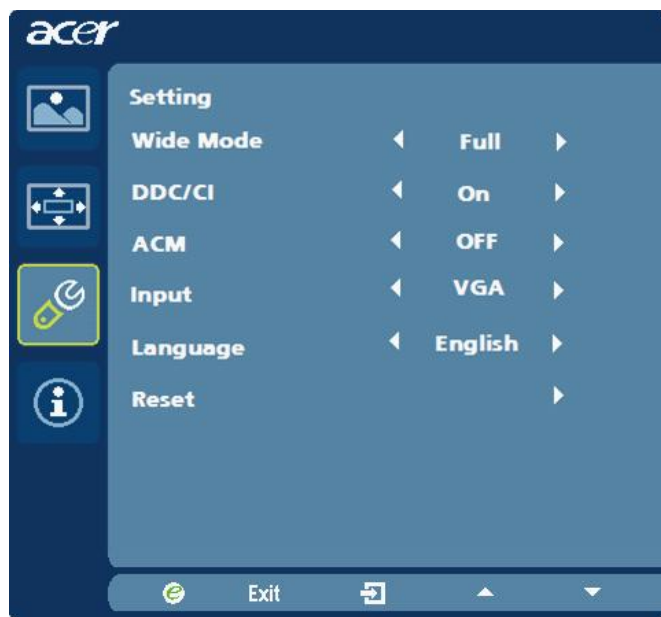 acer
Setting
Wide Mode Full
DDC/CI On
ACM OFF
Input VGA
Language English
Reset
e Exit